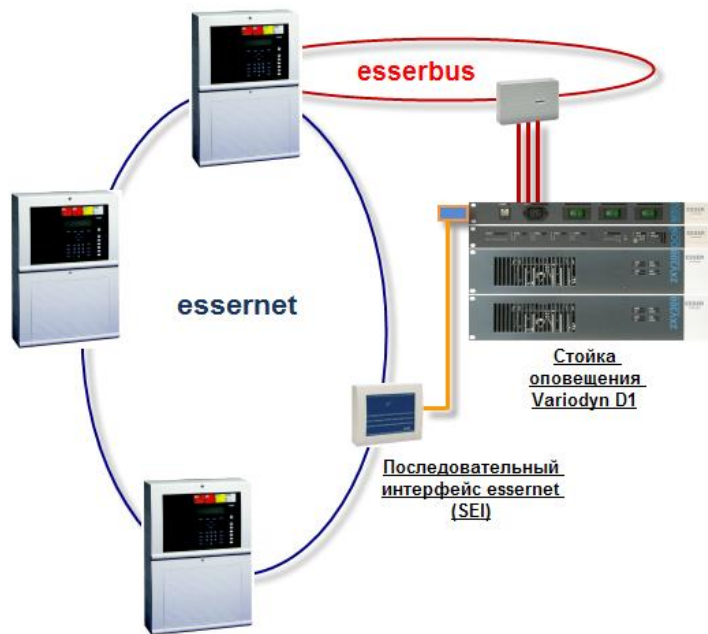 esserbus
essernet
Стойка
оповещения
Variodyn D1
Последовательный
интерфейс essernet
(SEI)